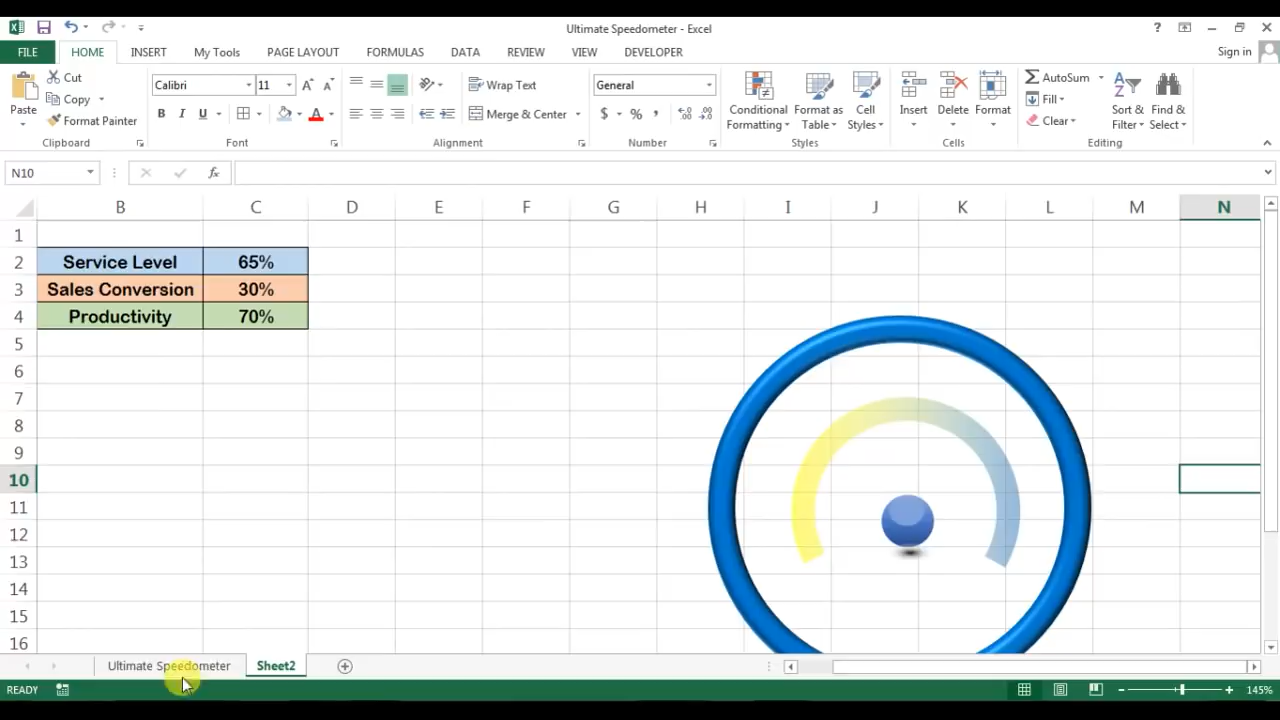 Ultimate Speedometer - Excel
?
FILE HOME INSERT My Tools PAGE LAYOUT FORMULAS DATA REVIEW VIEW DEVELOPER Sign in
Paste Cut Copy Format Painter
Clipboard
Calibri 11 A A
B I U A
Font
Wrap Text
Merge & Center
Alignment
General
$ % ,
Number
Conditional Formatting Format as Table Cell Styles
Styles
Insert Delete Format
Cells
AutoSum Fill Clear
Sort & Filter Find & Select
Editing
N10 fx
B C D E F G H I J K L M N
1
2 Service Level 65%
3 Sales Conversion 30%
4 Productivity 70%
5
6
7
8
9
10
11
12
13
14
15
16
Ultimate Speedometer Sheet2
READY 145%